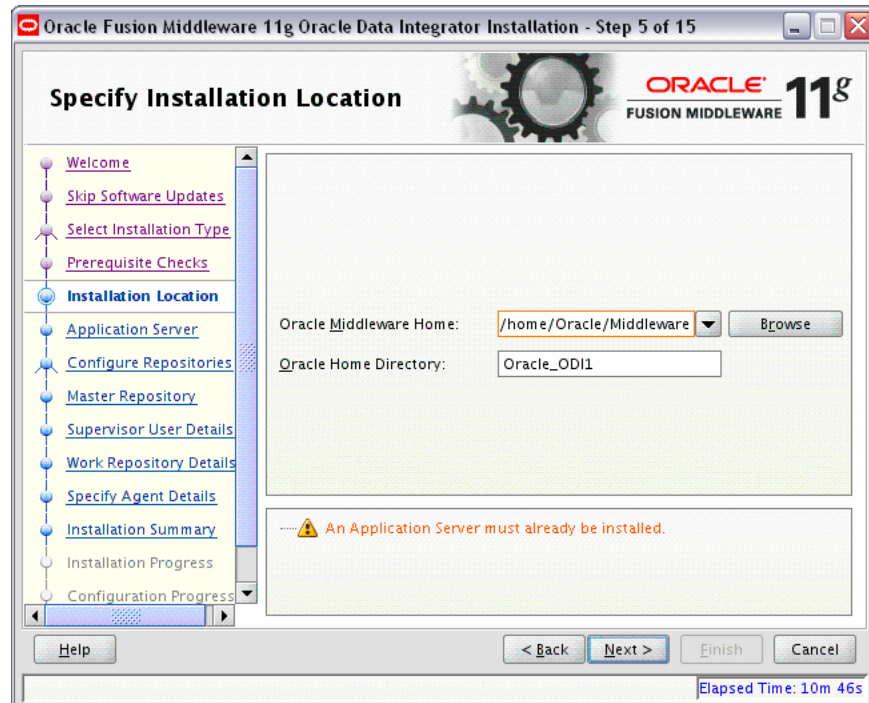 Oracle Fusion Middleware 11g Oracle Data Integrator Installation - Step 5 of 15
Specify Installation Location
ORACLE
FUSION MIDDLEWARE
11g
Welcome
Skip Software Updates
Select Installation Type
Prerequisite Checks
Installation Location
Application Server
Configure Repositories
Master Repository
Supervisor User Details
Work Repository Details
Specify Agent Details
Installation Summary
Installation Progress
Configuration Progress
Oracle Middleware Home: /home/Oracle/Middleware Browse
Oracle Home Directory: Oracle_ODI1
An Application Server must already be installed.
Help < Back Next > Finish Cancel
Elapsed Time: 10m 46s